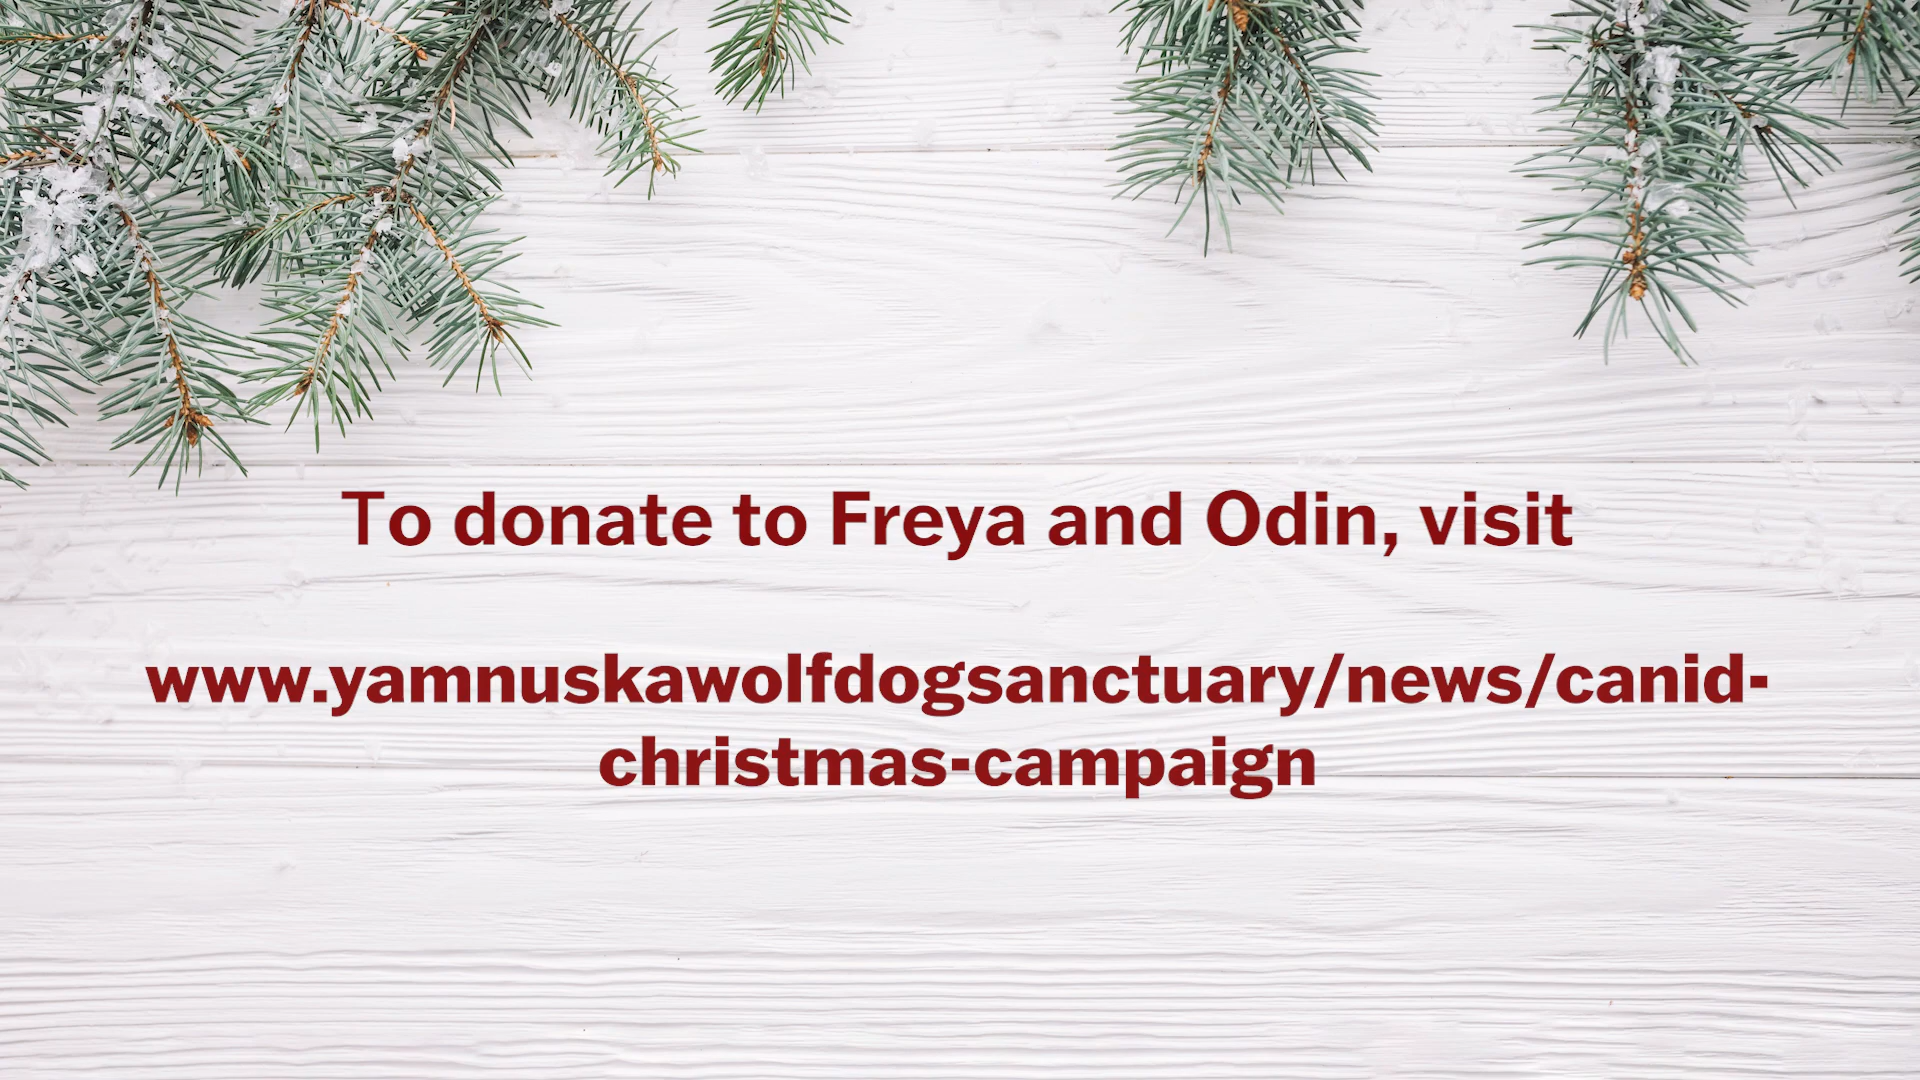 To donate to Freya and Odin, visit
www.yamnuskawolfdogsanctuary/news/canid-
christmas-campaign